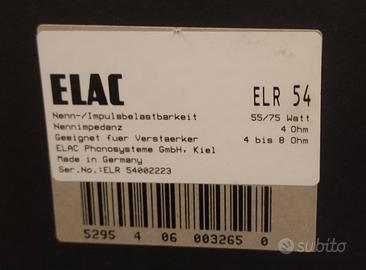 ELAC ELR 54
Nenn-/Impulsbelastbarkeit 55/75 Watt
Nennimpedanz 4 Ohm
Geeignet fuer Verstaerker 4 bis 8 Ohm
ELAC Phonosysteme GmbH, Kiel
Made in Germany
Ser.No.:ELR 54002223
5295 4 06 003265 0
subito